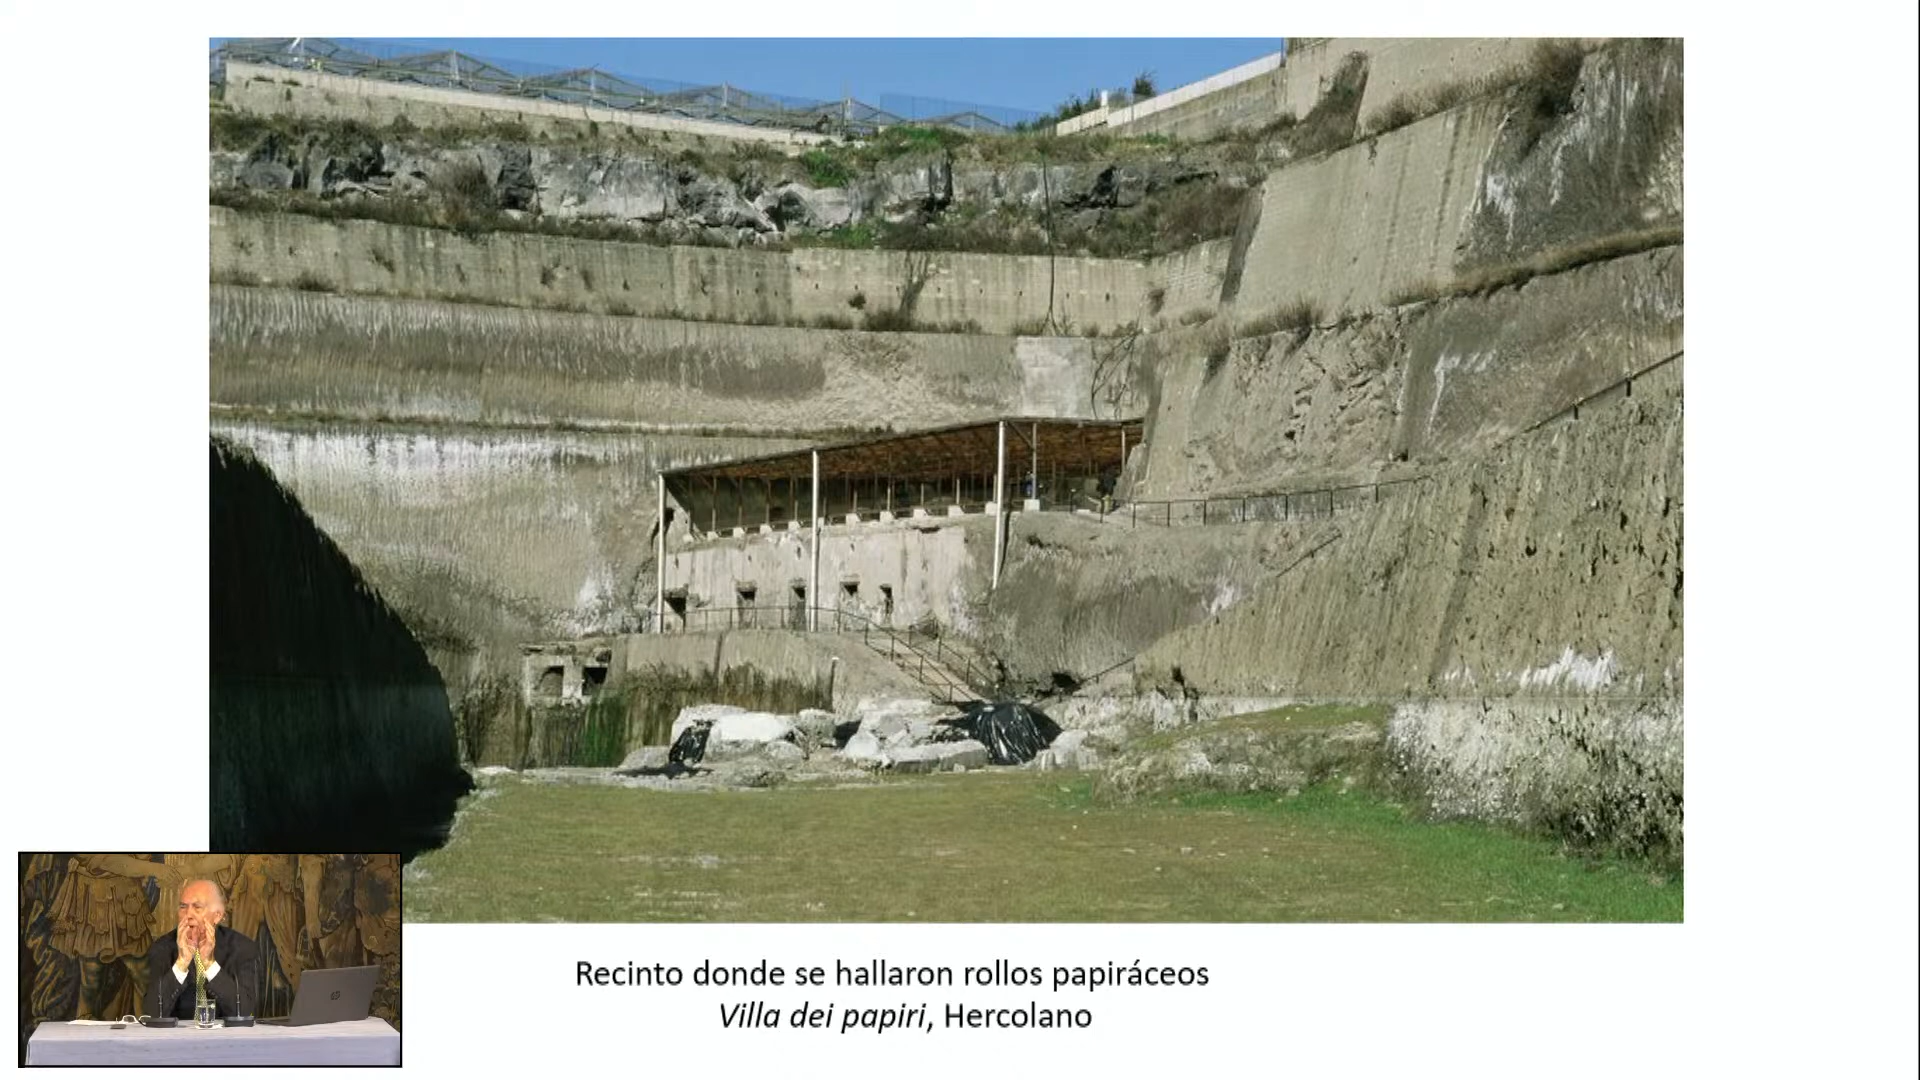 Recinto donde se hallaron rollos papiráceos
Villa dei papiri, Hercolano